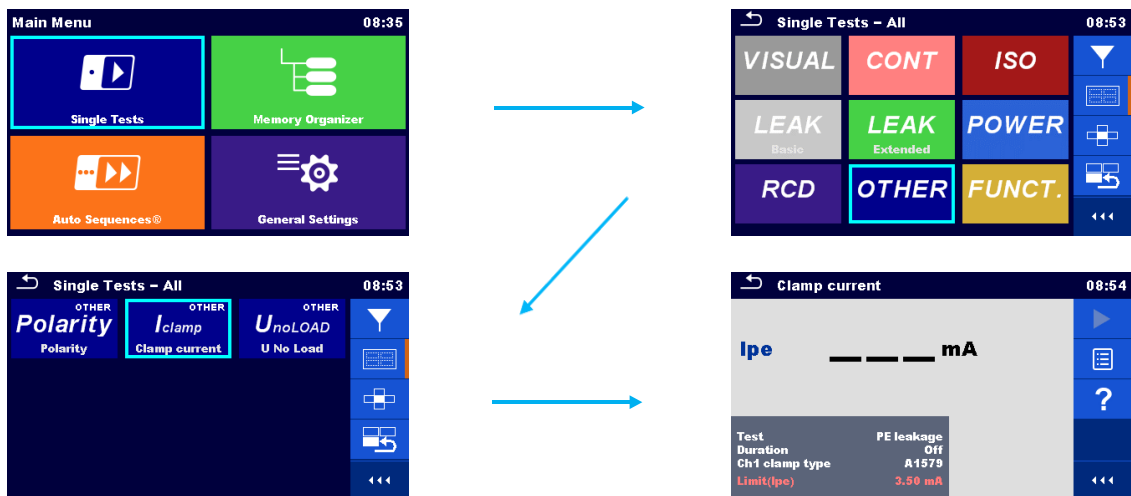 Main Menu 08:35
Single Tests
Memory Organizer
Auto Sequences®
General Settings
Single Tests – All 08:53
VISUAL CONT ISO
LEAK LEAK POWER
Basic Extended
RCD OTHER FUNCT.
Single Tests – All 08:53
OTHER OTHER OTHER
Polarity Iclamp UnoLOAD
Polarity Clamp current U No Load
Clamp current 08:54
Ipe ___ mA
?
Test PE leakage
Duration Off
Ch1 clamp type A1579
Limit(Ipe) 3.50 mA